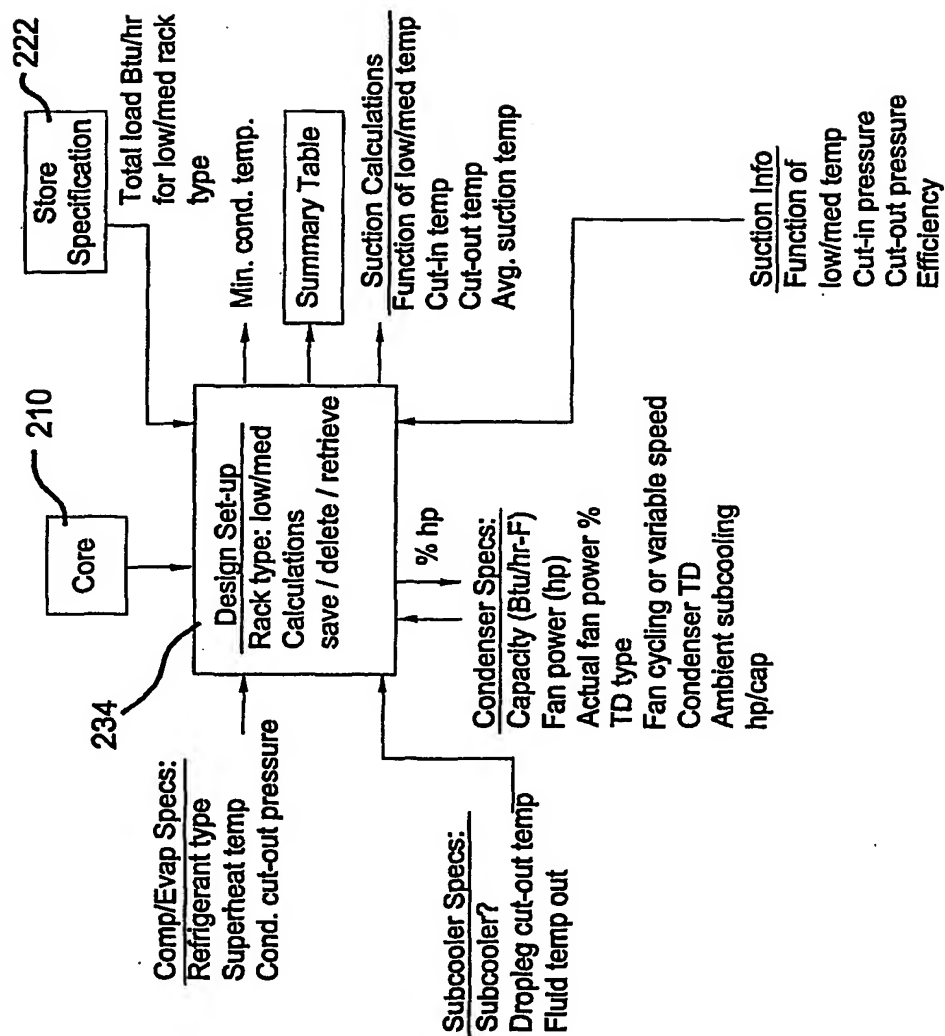 222
Store
Specification
Total load Btu/hr
for low/med rack
type
210
Core
234
Design Set-up
Rack type: low/med
Calculations
save / delete / retrieve
Min. cond. temp.
Summary Table
Suction Calculations
Function of low/med temp
Cut-in temp
Cut-out temp
Avg. suction temp
Comp/Evap Specs:
Refrigerant type
Superheat temp
Cond. cut-out pressure
% hp
Subcooler Specs:
Subcooler?
Dropleg cut-out temp
Fluid temp out
Condenser Specs:
Capacity (Btu/hr-F)
Fan power (hp)
Actual fan power %
TD type
Fan cycling or variable speed
Condenser TD
Ambient subcooling
hp/cap
Suction Info
Function of
low/med temp
Cut-in pressure
Cut-out pressure
Efficiency